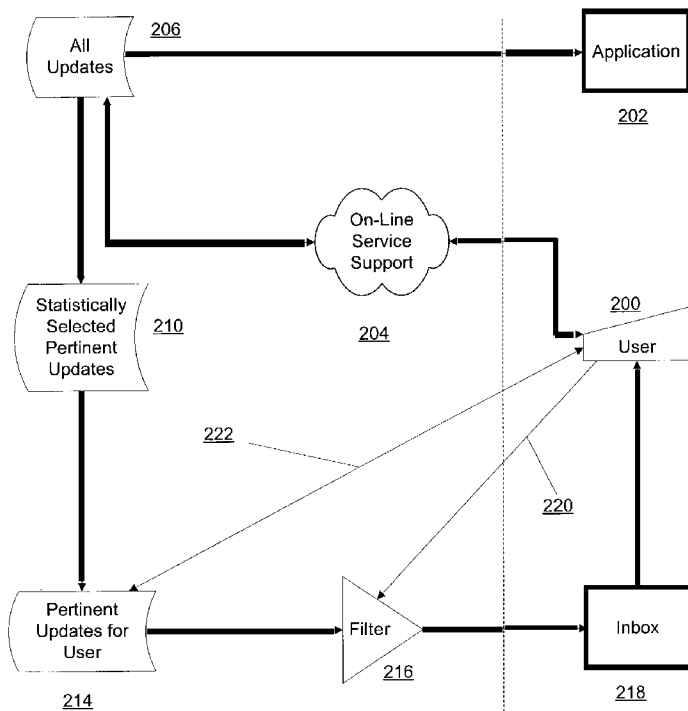 All
Updates
206
Application
202
On-Line
Service
Support
204
Statistically
Selected
Pertinent
Updates
210
200
User
222
220
Pertinent
Updates for
User
214
Filter
216
Inbox
218